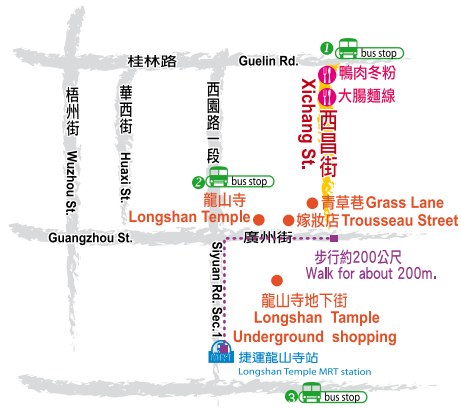 1 bus stop
桂林路 Guelin Rd.
鴨肉冬粉
大腸麵線
梧州街 Wuzhou St.
華西街 Huaxi St.
西園路一段
Xichang St.
西昌街
2 bus stop
龍山寺
Longshan Temple
青草巷 Grass Lane
嫁妝店 Trousseau Street
Guangzhou St.
廣州街
Siyuan Rd. Sec.1
步行約200公尺
Walk for about 200m.
龍山寺地下街
Longshan Tample
Underground shopping
捷運龍山寺站
Longshan Temple MRT station
3 bus stop